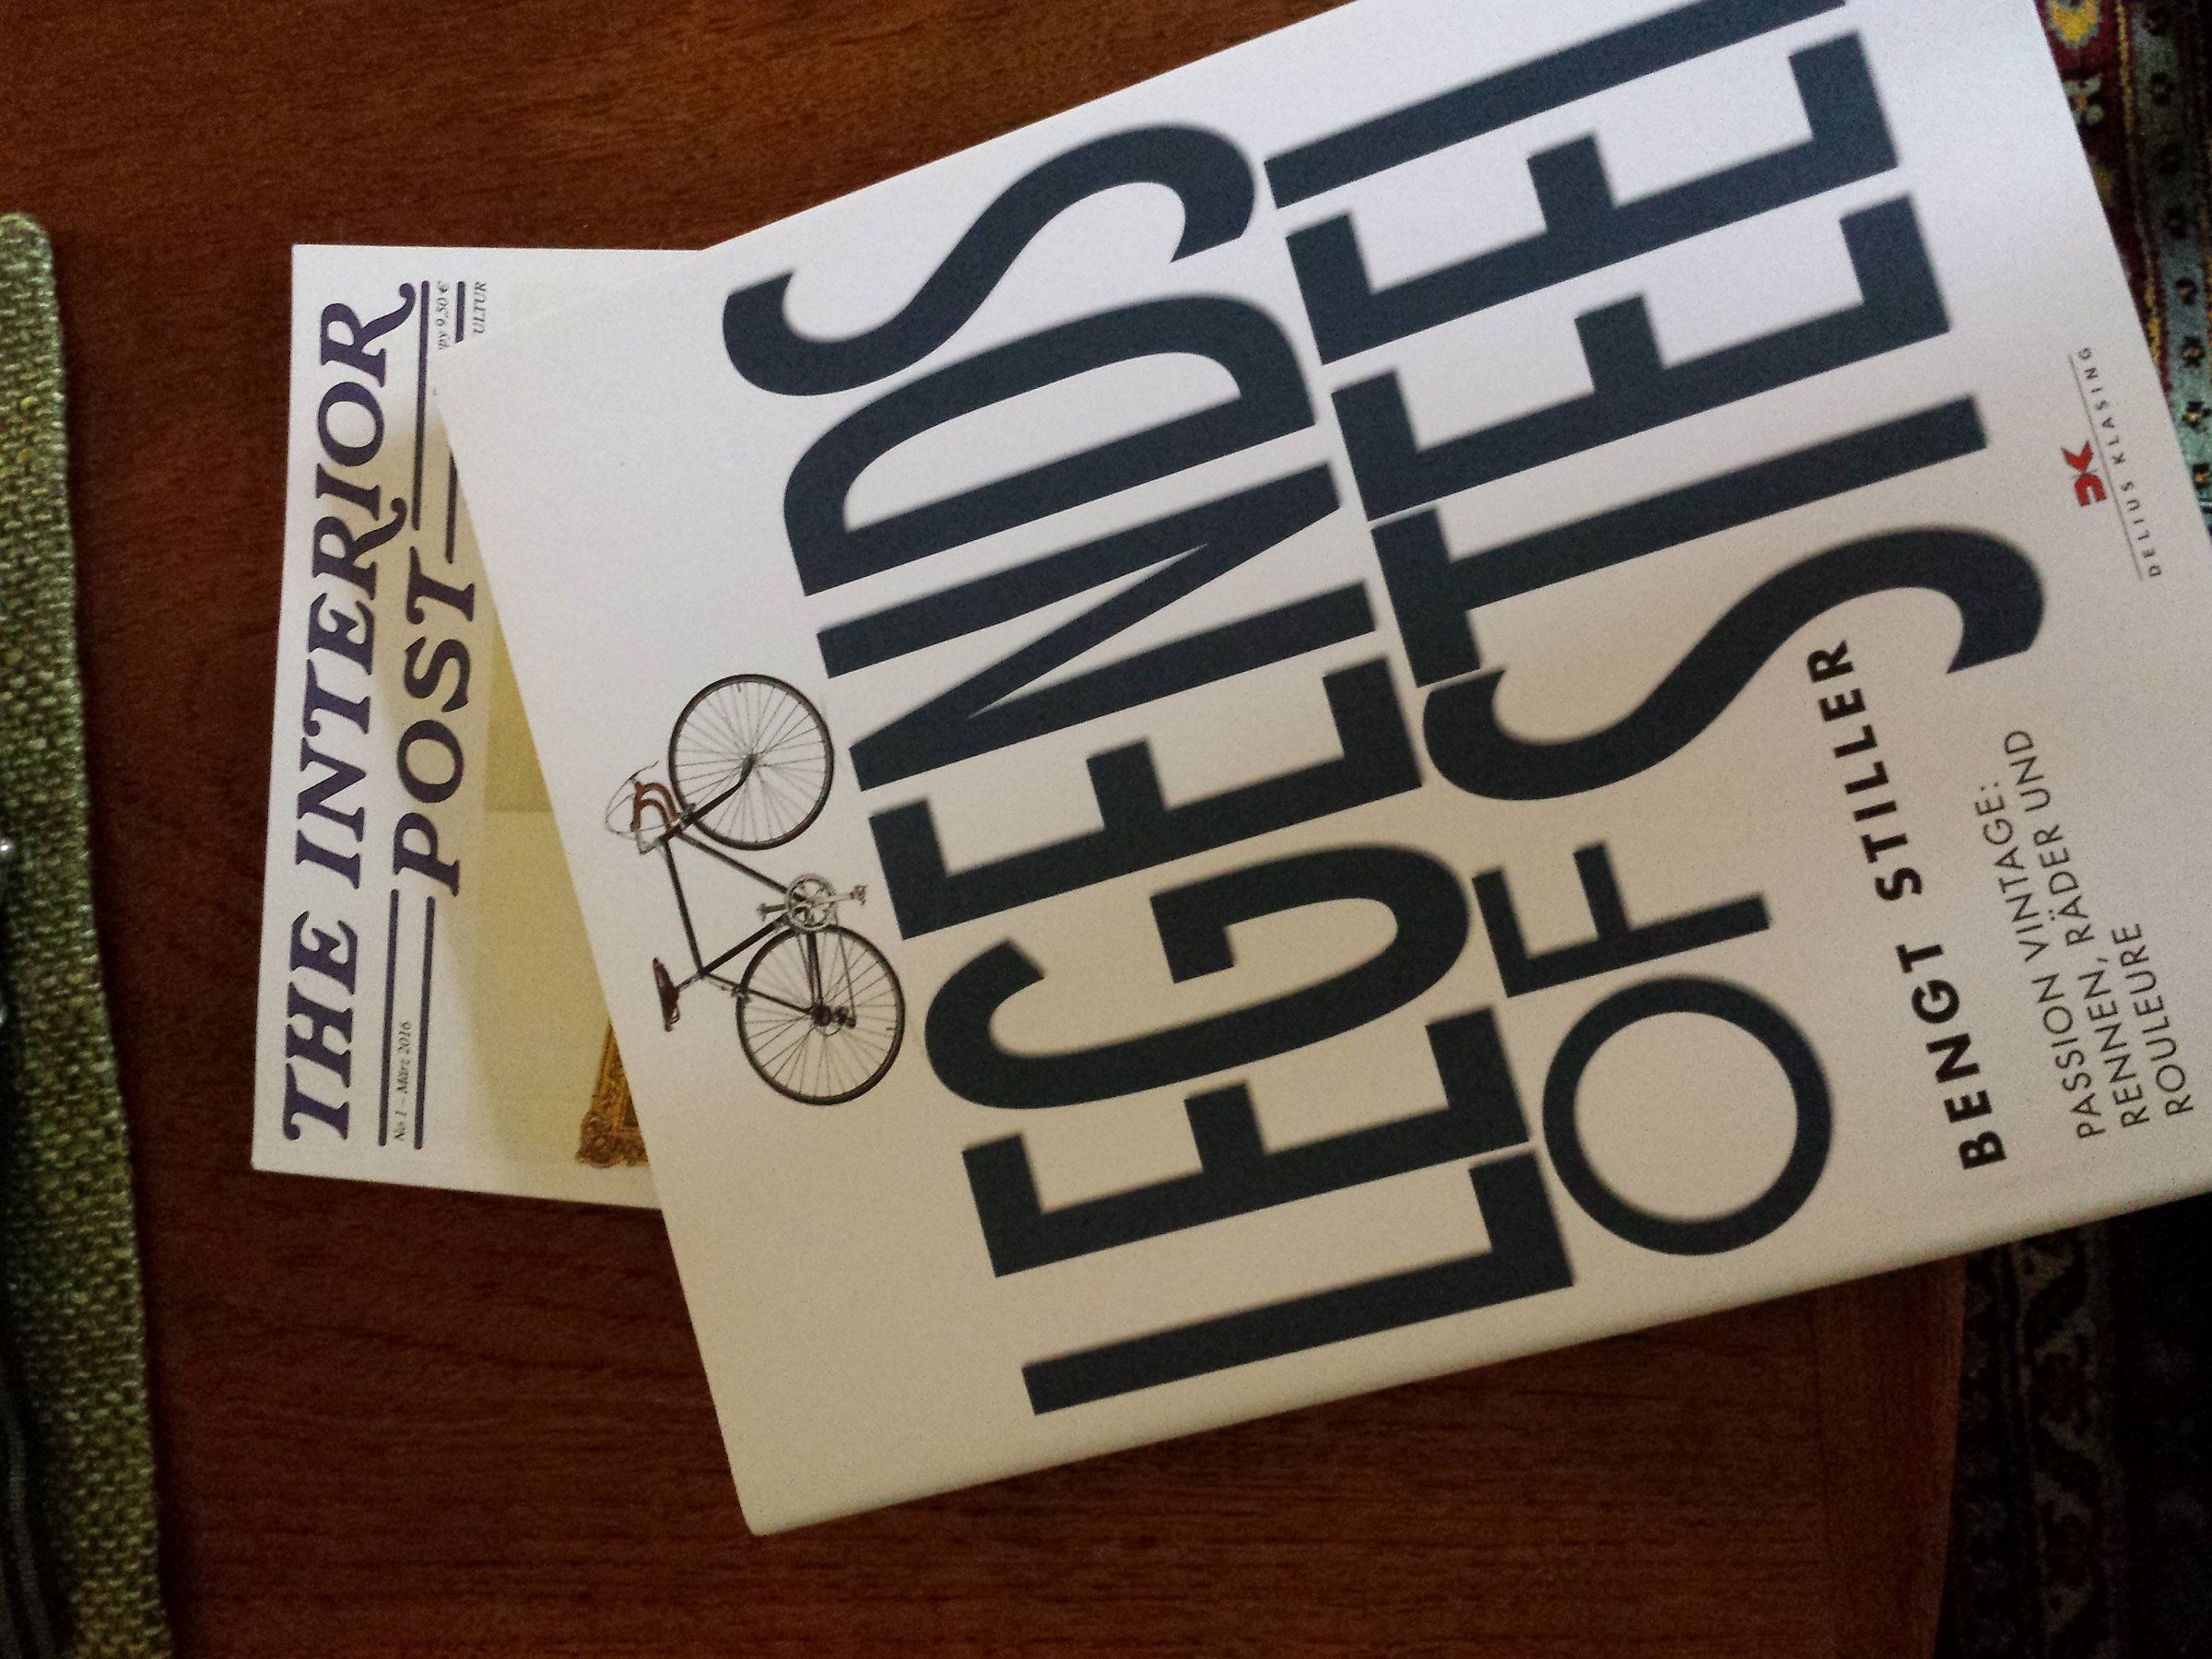 THE INTERIOR
POST
No 1 – März 2016
9,50 €
LEGENDS
OF STEEL
BENGT STILLER
PASSION VINTAGE:
RENNEN, RÄDER UND
ROULEURE
DK
DELIUS KLASING